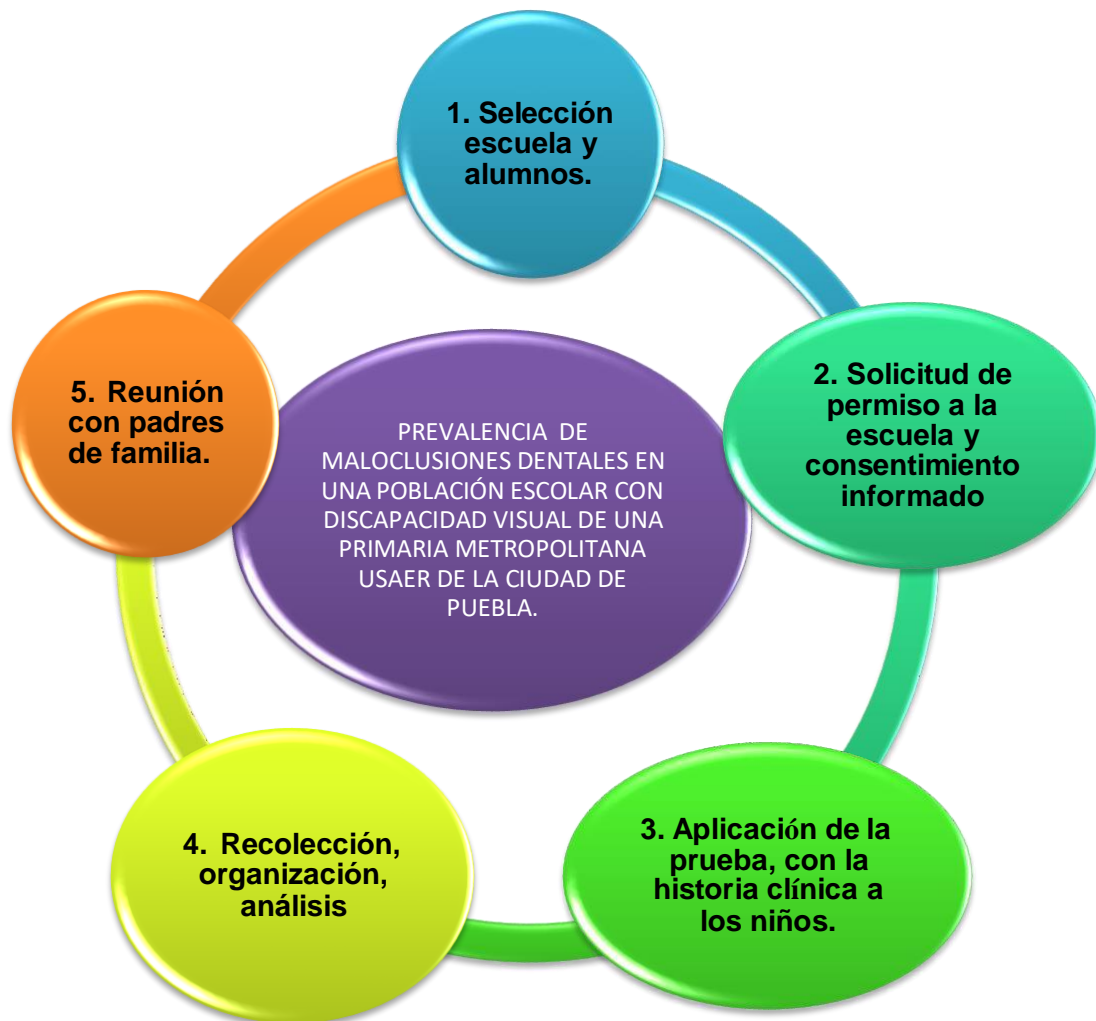 1. Selección
escuela y
alumnos.
2. Solicitud de
permiso a la
escuela y
consentimiento
informado
3. Aplicación de la
prueba, con la
historia clínica a
los niños.
4. Recolección,
organización,
análisis
5. Reunión
con padres
de familia.
PREVALENCIA DE
MALOCLUSIONES DENTALES EN
UNA POBLACIÓN ESCOLAR CON
DISCAPACIDAD VISUAL DE UNA
PRIMARIA METROPOLITANA
USAER DE LA CIUDAD DE
PUEBLA.